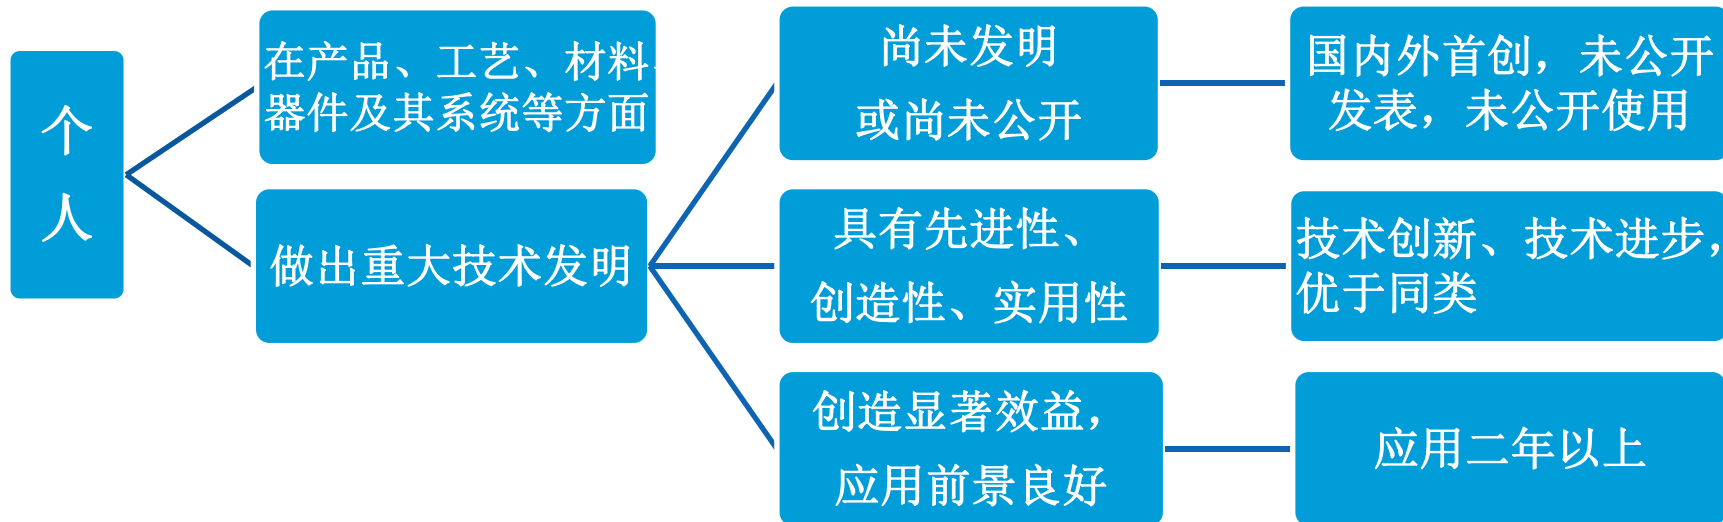 个
人
在产品、工艺、材料、
器件及其系统等方面
做出重大技术发明
尚未发明
或尚未公开
具有先进性、
创造性、实用性
创造显著效益，
应用前景良好
国内外首创，未公开
发表，未公开使用
技术创新、技术进步，
优于同类
应用二年以上